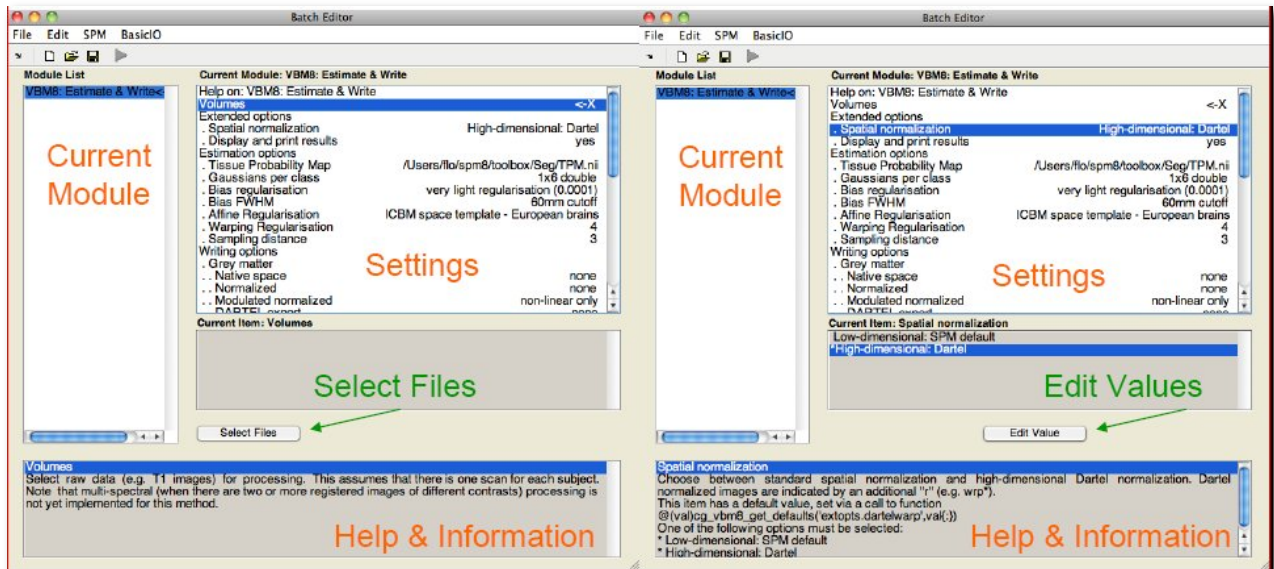 Batch Editor
File Edit SPM BasicIO
Module List
VBM8: Estimate & Write<-
Current Module
Current Module: VBM8: Estimate & Write
Help on: VBM8: Estimate & Write
Volumes <-X
Extended options
. Spatial normalization High-dimensional: Dartel
. Display and print results yes
Estimation options
. Tissue Probability Map /Users/flo/spm8/toolbox/Seg/TPM.nii
. Gaussians per class 1x6 double
. Bias regularisation very light regularisation (0.0001)
. Bias FWHM 60mm cutoff
. Affine Regularisation ICBM space template - European brains
. Warping Regularisation 4
. Sampling distance 3
Writing options
. Grey matter
. . Native space none
. . Normalized none
. . Modulated normalized non-linear only
. . DARTEL export none
Settings
Current Item: Volumes
Select Files
Select Files
Volumes
Select raw data (e.g. T1 images) for processing. This assumes that there is one scan for each subject.
Note that multi-spectral (when there are two or more registered images of different contrasts) processing is
not yet implemented for this method.
Help & Information
Batch Editor
File Edit SPM BasicIO
Module List
VBM8: Estimate & Write<
Current Module
Current Module: VBM8: Estimate & Write
Help on: VBM8: Estimate & Write
Volumes <-X
Extended options
. Spatial normalization High-dimensional: Dartel
. Display and print results yes
Estimation options
. Tissue Probability Map /Users/flo/spm8/toolbox/Seg/TPM.nii
. Gaussians per class 1x6 double
. Bias regularisation very light regularisation (0.0001)
. Bias FWHM 60mm cutoff
. Affine Regularisation ICBM space template - European brains
. Warping Regularisation 4
. Sampling distance 3
Writing options
. Grey matter
. . Native space none
. . Normalized none
. . Modulated normalized non-linear only
. . DARTEL export none
Settings
Current Item: Spatial normalization
Low-dimensional: SPM default
*High-dimensional: Dartel
Edit Values
Edit Value
Spatial normalization
Choose between standard spatial normalization and high-dimensional Dartel normalization. Dartel
normalized images are indicated by an additional "r" (e.g. wrp*).
This item has a default value, set via a call to function
@(val)cg_vbm8_get_defaults('extopts.dartelwarp',val{:})
One of the following options must be selected:
* Low-dimensional: SPM default
* High-dimensional: Dartel
Help & Information